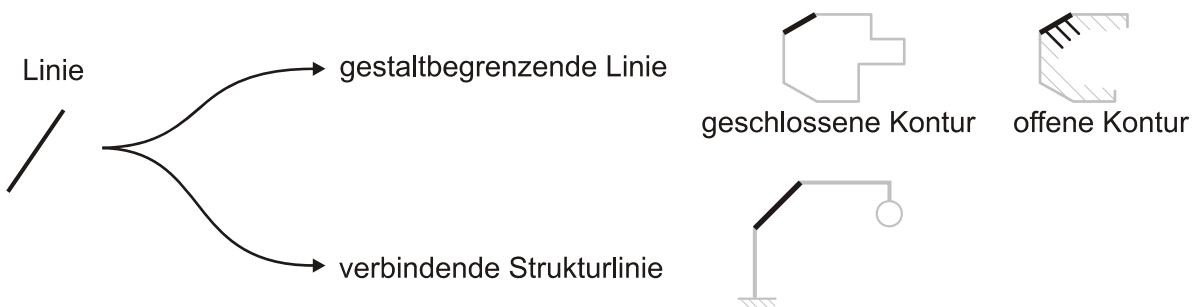 Linie
gestaltbegrenzende Linie
geschlossene Kontur
offene Kontur
verbindende Strukturlinie